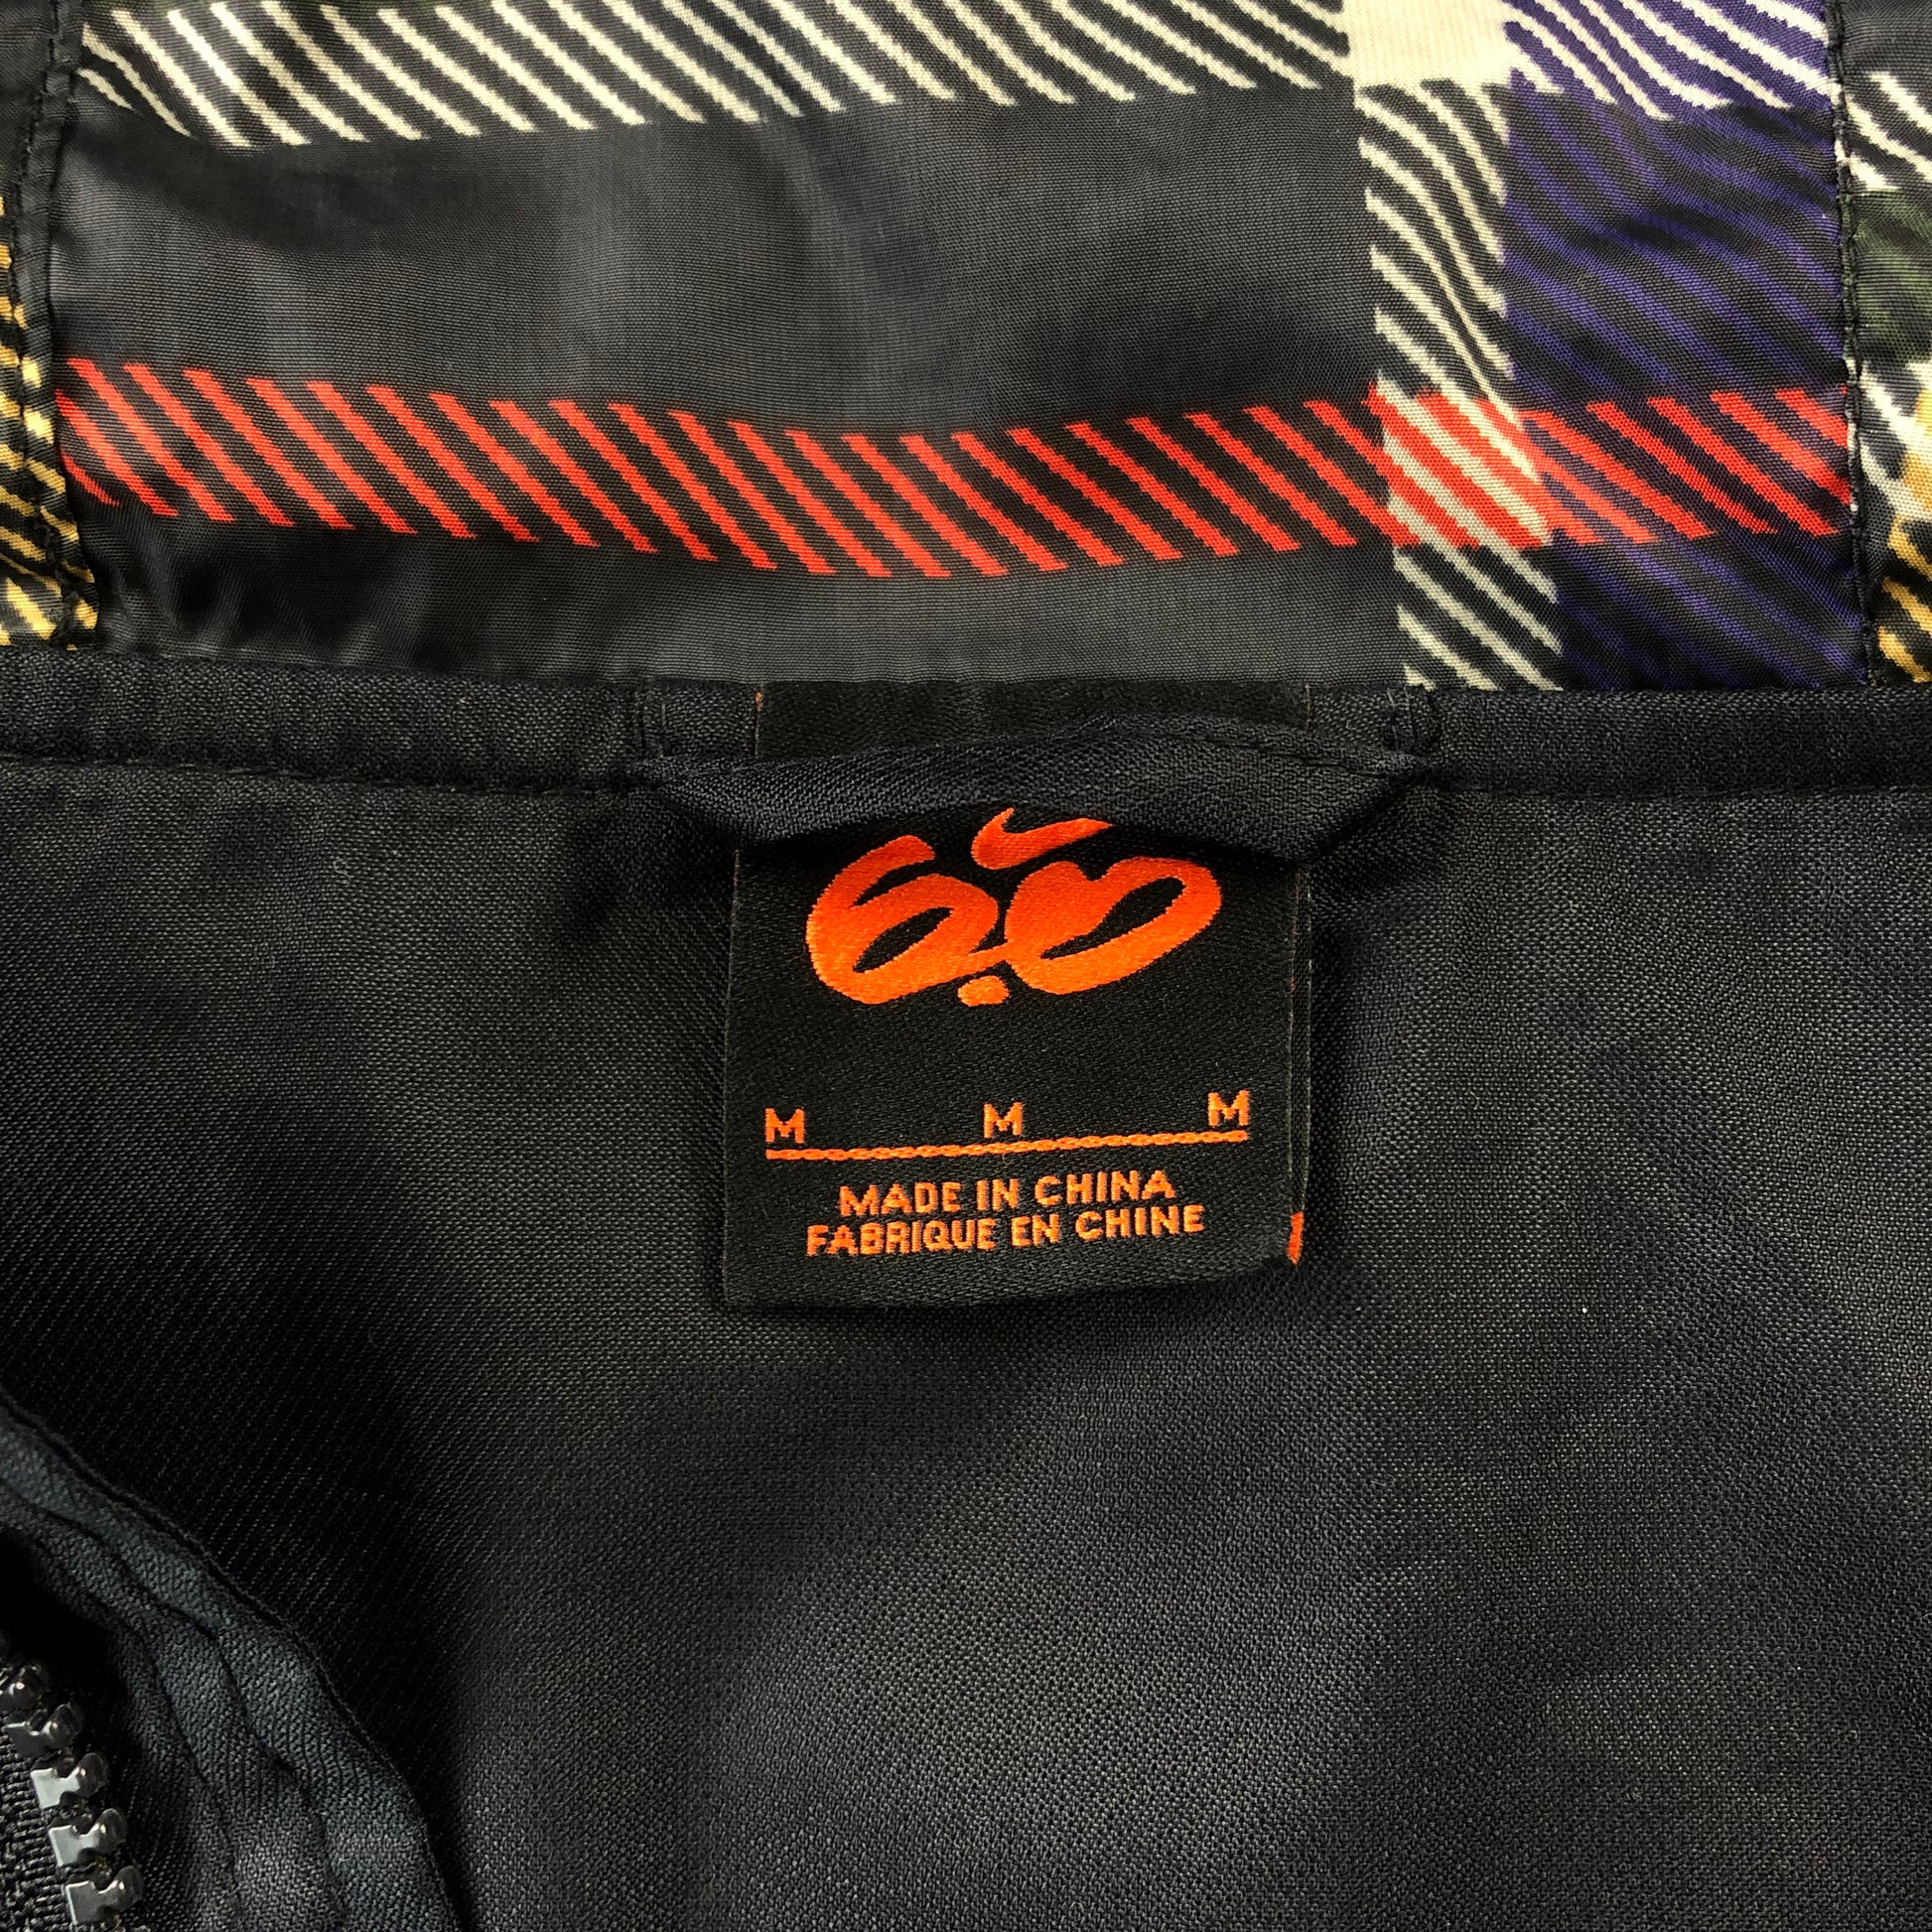 6.0
M M M
MADE IN CHINA
FABRIQUE EN CHINE